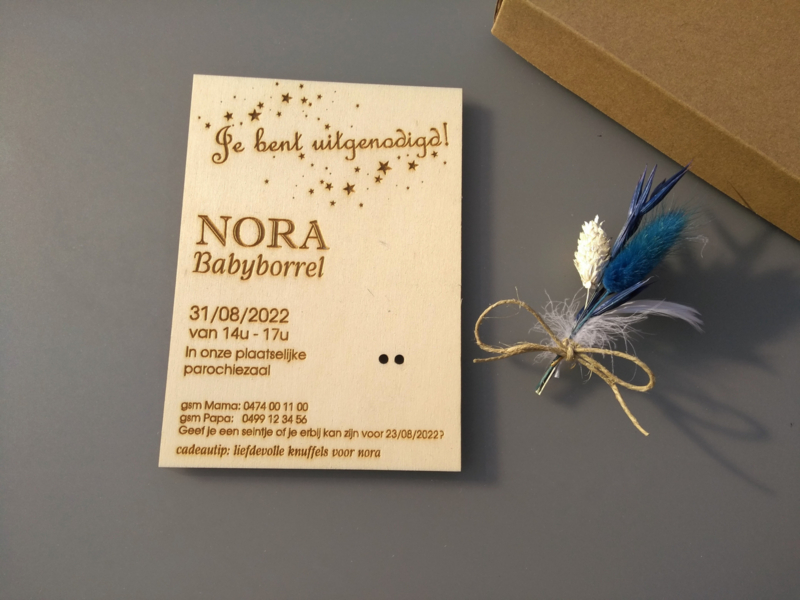 Je bent uitgenodigd!
NORA
Babyborrel
31/08/2022
van 14u - 17u
In onze plaatselijke
parochiezaal
gsm Mama: 0474 00 11 00
gsm Papa: 0499 12 34 56
Geef je een seintje of je erbij kan zijn voor 23/08/2022?
cadeautip: liefdevolle knuffels voor nora